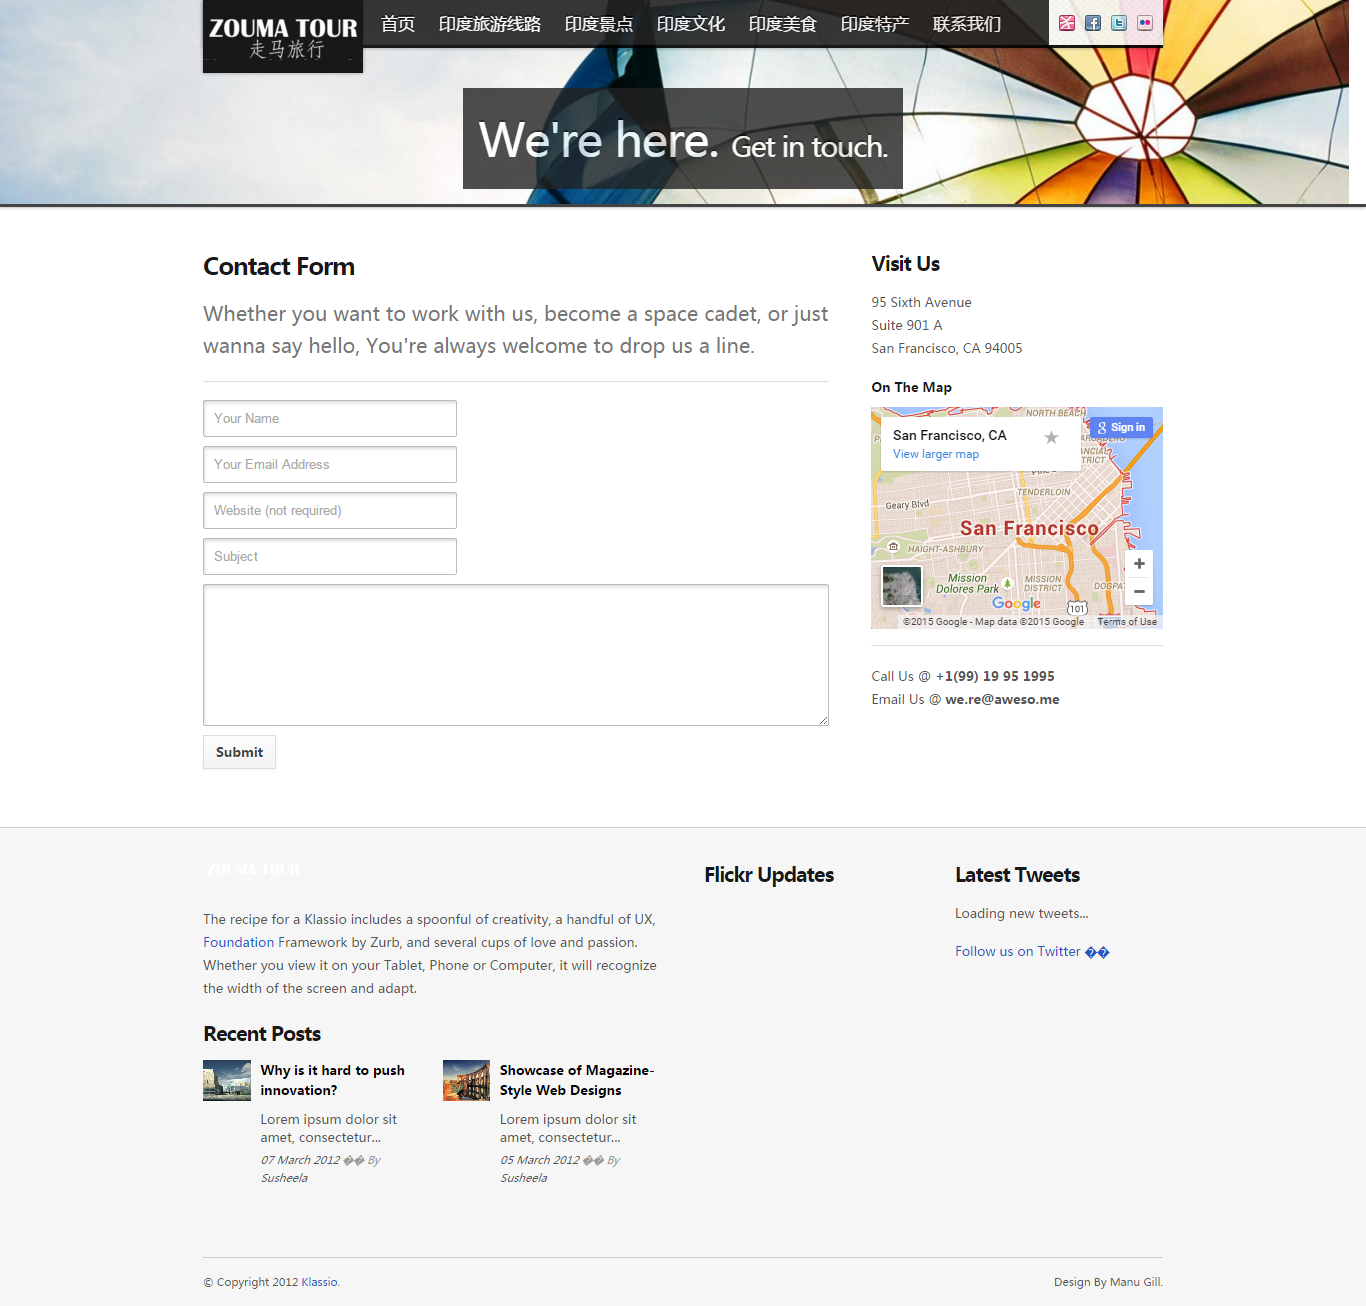 ZOUMA TOUR
走马旅行
首页 印度旅游线路 印度景点 印度文化 印度美食 印度特产 联系我们
We're here. Get in touch.
Contact Form
Whether you want to work with us, become a space cadet, or just
wanna say hello, You're always welcome to drop us a line.
Your Name
Your Email Address
Website (not required)
Subject
Submit
Visit Us
95 Sixth Avenue
Suite 901 A
San Francisco, CA 94005
On The Map
NORTH BEACH
San Francisco, CA
View larger map
Sign in
DISTRICT
TENDERLOIN
Geary Blvd
San Francisco
HAIGHT-ASHBURY
Mission
Dolores Park
MISSION
DISTRICT
Google
101
©2015 Google - Map data ©2015 Google
Terms of Use
Call Us @ +1(99) 19 95 1995
Email Us @ we.re@aweso.me
ZOUMA TOUR
The recipe for a Klassio includes a spoonful of creativity, a handful of UX,
Foundation Framework by Zurb, and several cups of love and passion.
Whether you view it on your Tablet, Phone or Computer, it will recognize
the width of the screen and adapt.
Recent Posts
Why is it hard to push
innovation?
Lorem ipsum dolor sit
amet, consectetur...
07 March 2012 �� By
Susheela
Showcase of Magazine-
Style Web Designs
Lorem ipsum dolor sit
amet, consectetur...
05 March 2012 �� By
Susheela
Flickr Updates
Latest Tweets
Loading new tweets...
Follow us on Twitter ��
© Copyright 2012 Klassio.
Design By Manu Gill.